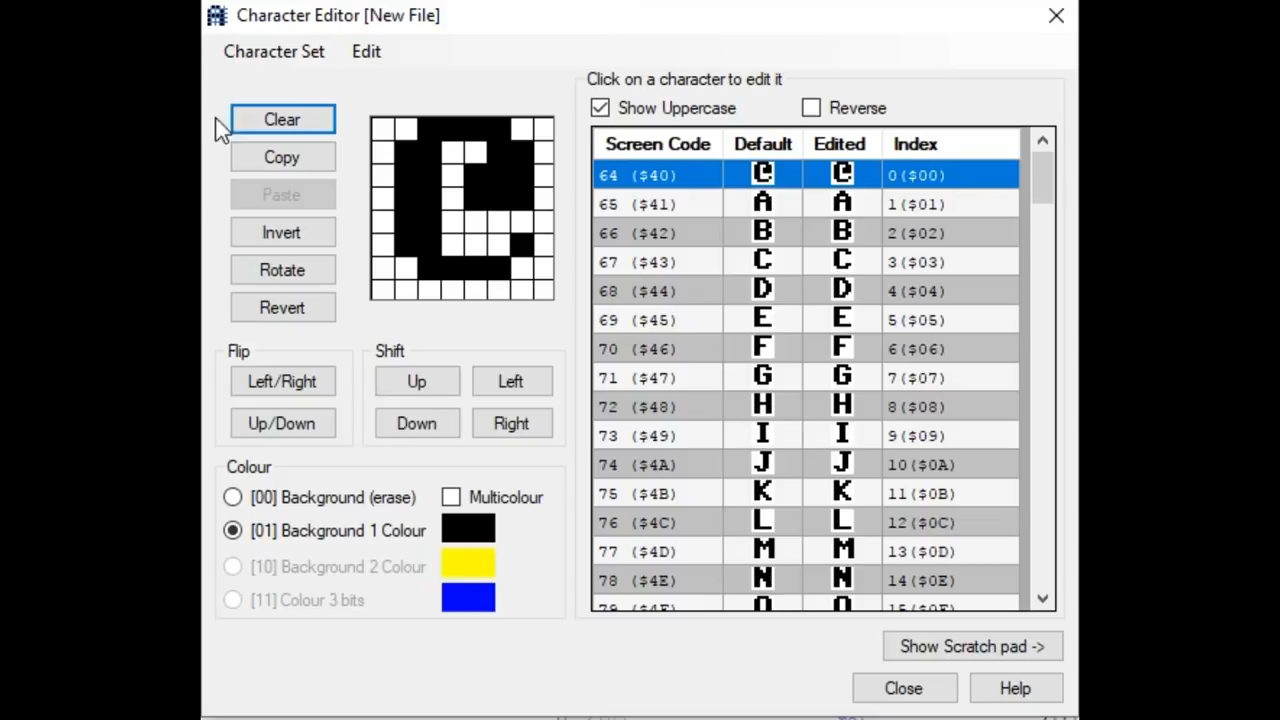 Character Editor [New File]
Character Set Edit
Click on a character to edit it
Show Uppercase Reverse
Clear
Copy
Paste
Invert
Rotate
Revert
Flip
Left/Right
Up/Down
Shift
Up Left
Down Right
Colour
[00] Background (erase) Multicolour
[01] Background 1 Colour
[10] Background 2 Colour
[11] Colour 3 bits
Screen Code Default Edited Index
64 ($40) @ @ 0($00)
65 ($41) A A 1($01)
66 ($42) B B 2($02)
67 ($43) C C 3($03)
68 ($44) D D 4($04)
69 ($45) E E 5($05)
70 ($46) F F 6($06)
71 ($47) G G 7($07)
72 ($48) H H 8($08)
73 ($49) I I 9($09)
74 ($4A) J J 10($0A)
75 ($4B) K K 11($0B)
76 ($4C) L L 12($0C)
77 ($4D) M M 13($0D)
78 ($4E) N N 14($0E)
79 ($4F) O O 15($0F)
Show Scratch pad ->
Close Help